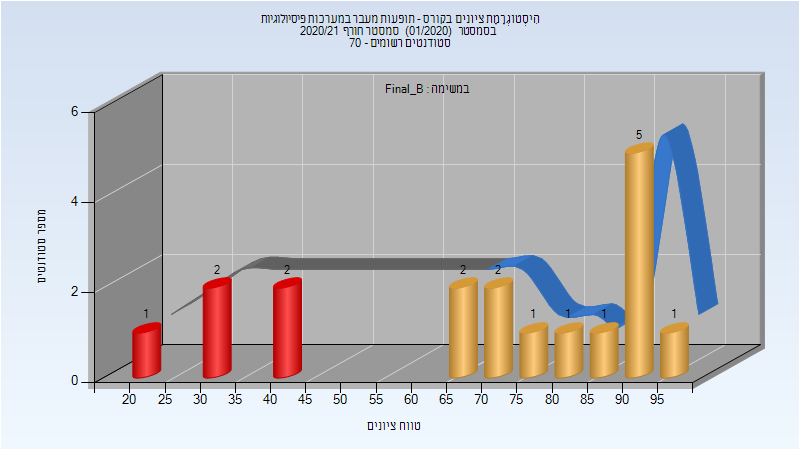 הִיסְטוֹגְרָמַת ציונים בקורס - תופעות מעבר במערכות פיסיולוגיות
בסמסטר (01/2020) סמסטר חורף 2020/21
סטודנטים רשומים - 70
במשימה : Final_B
מספר סטודנטים
6
4
2
0
1
2
2
2
2
1
1
1
5
1
20 25 30 35 40 45 50 55 60 65 70 75 80 85 90 95
טווח ציונים